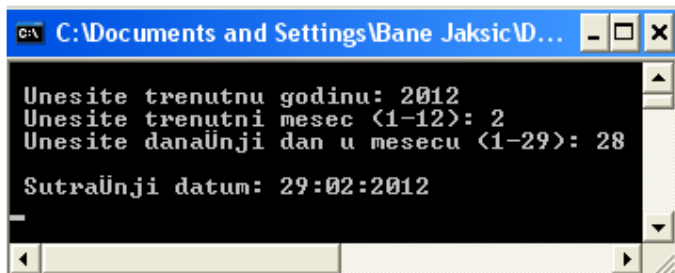 C:\Documents and Settings\Bane Jaksic\D...
Unesite trenutnu godinu: 2012
Unesite trenutni mesec (1-12): 2
Unesite danaÜnji dan u mesecu (1-29): 28
SutraÜnji datum: 29:02:2012